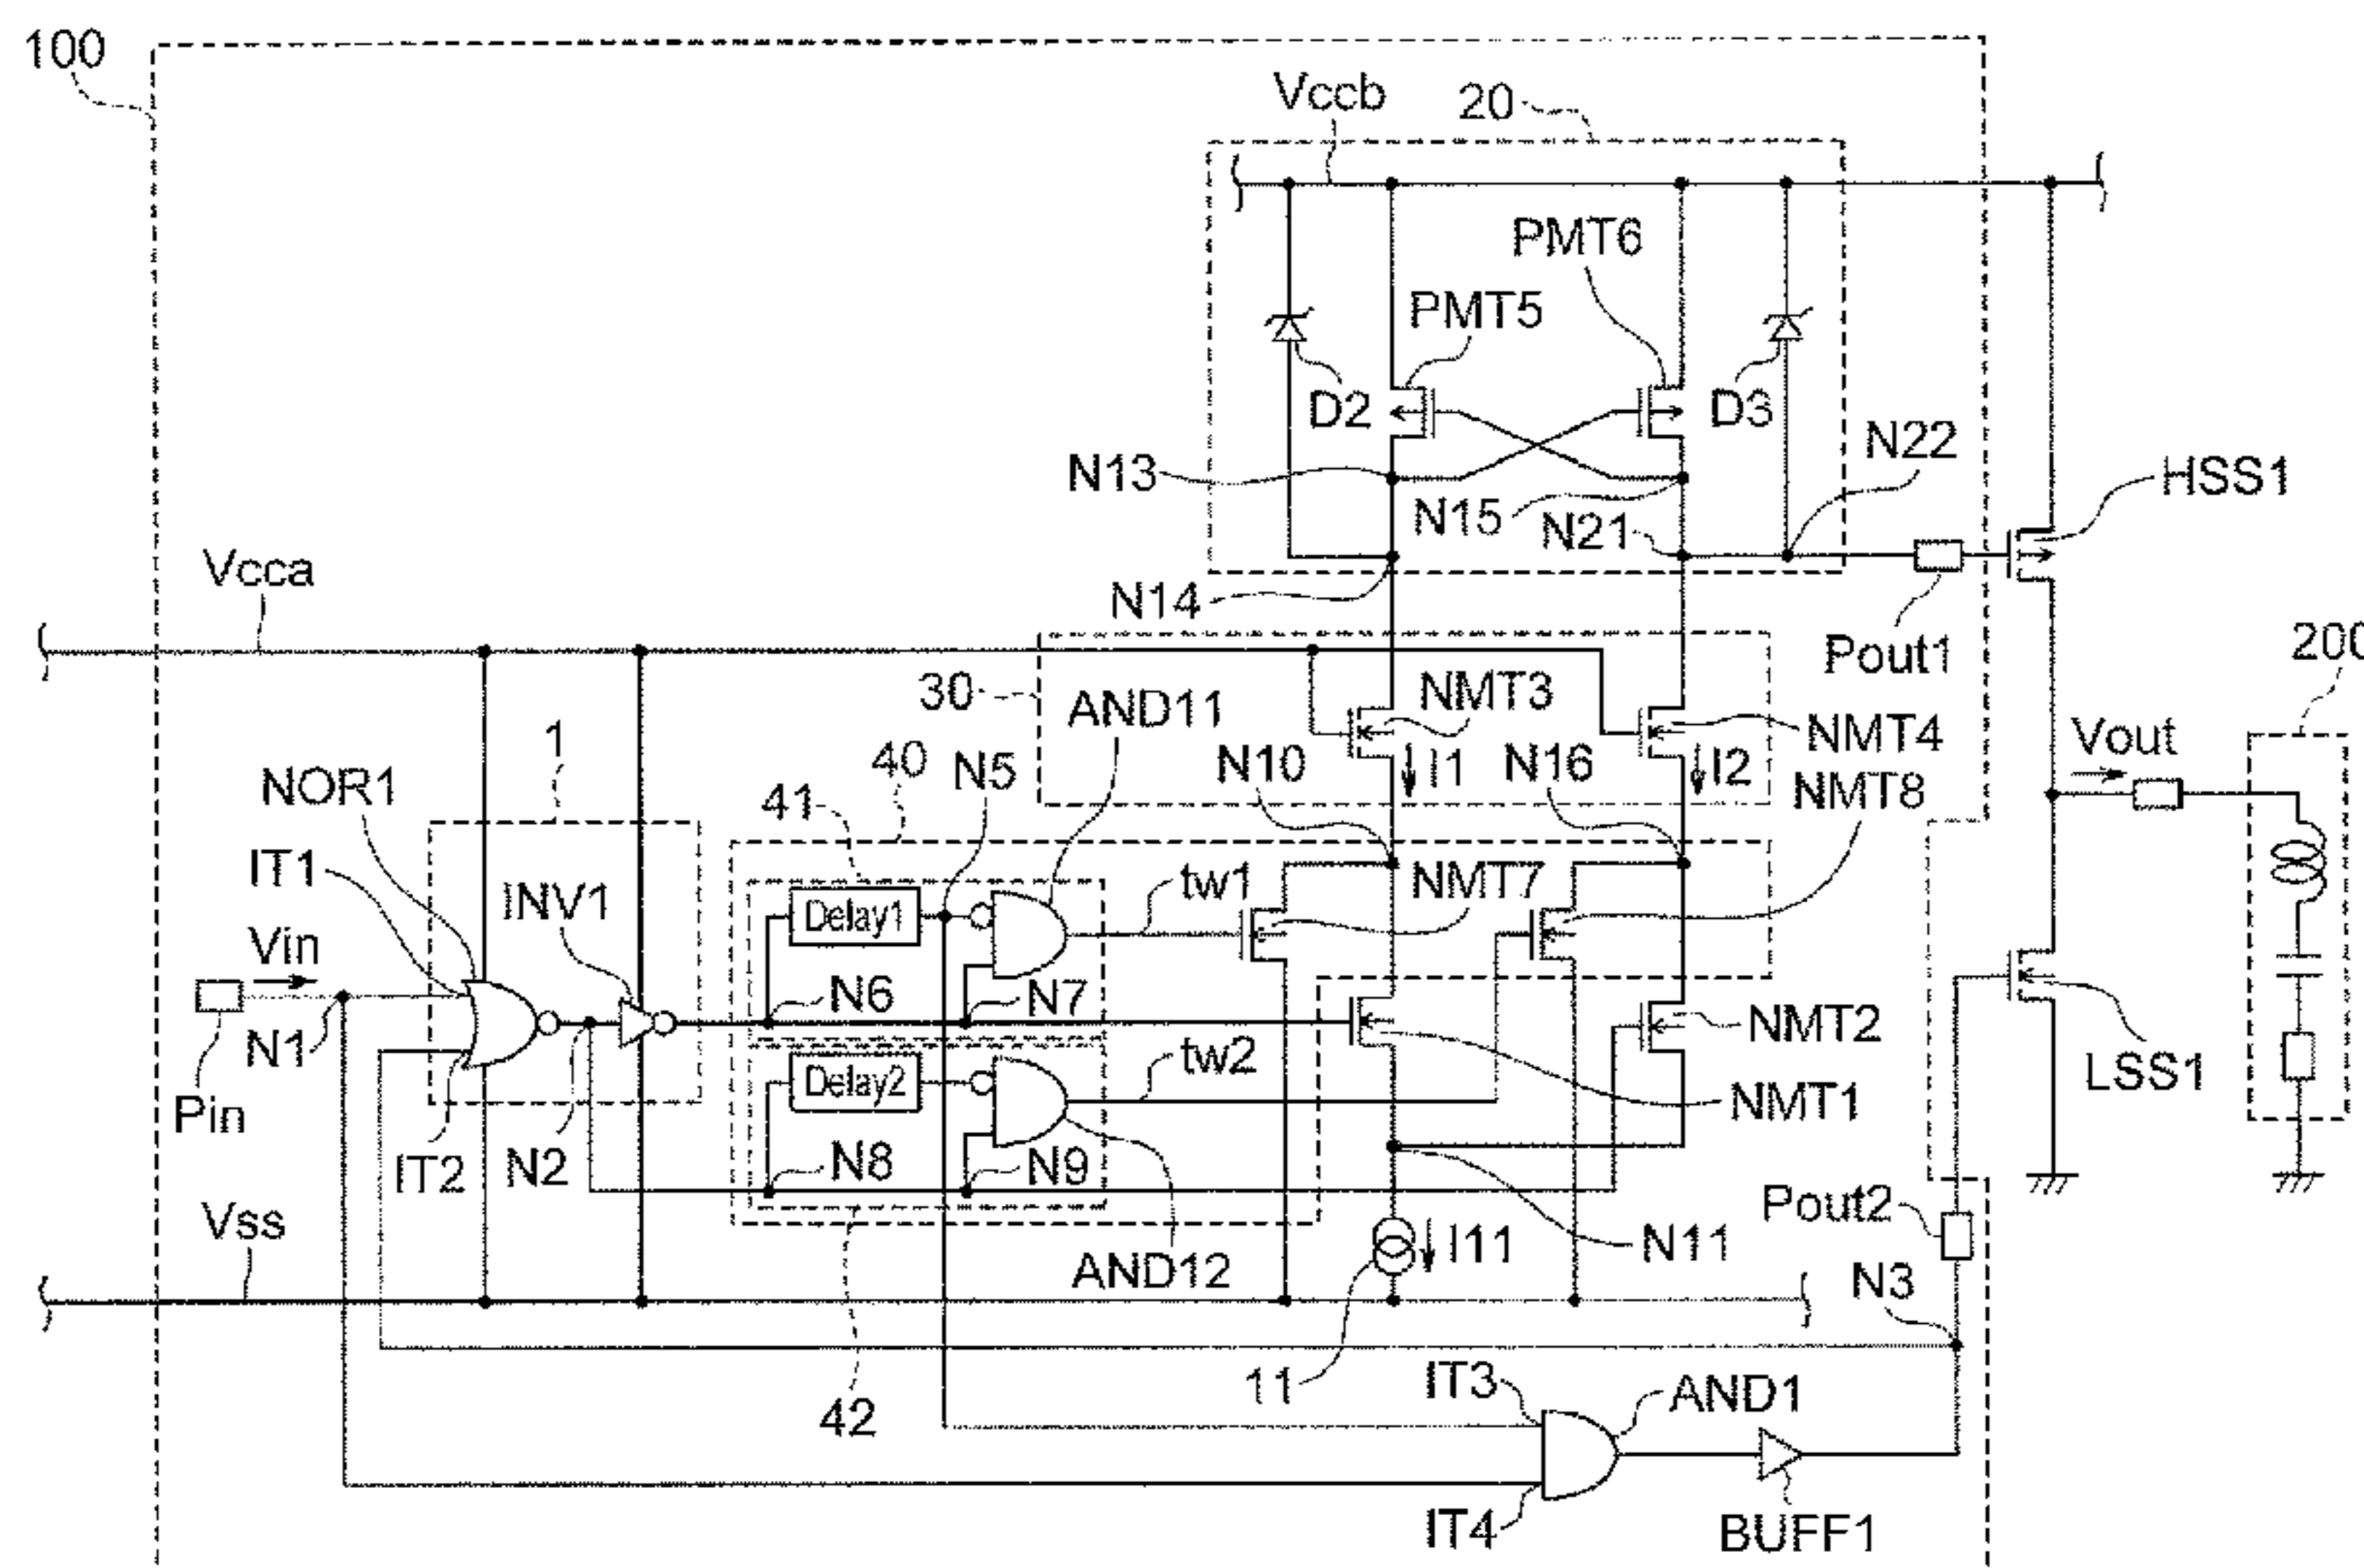 100
Vccb
20
PMT6
PMT5
D2
D3
N13
N22
HSS1
N15
N21
Vcca
N14
Pout1
200
30
AND11
NMT3
1
NMT4
Vout
40
N5
N10
I1
N16
I2
NOR1
41
NMT8
IT1
INV1
tw1
NMT7
Delay1
Vin
N6
N7
NMT2
N1
tw2
Delay2
LSS1
Pin
NMT1
IT2
N2
N8
N9
Vss
Pout2
AND12
I11
N11
N3
11
IT3
AND1
42
IT4
BUFF1